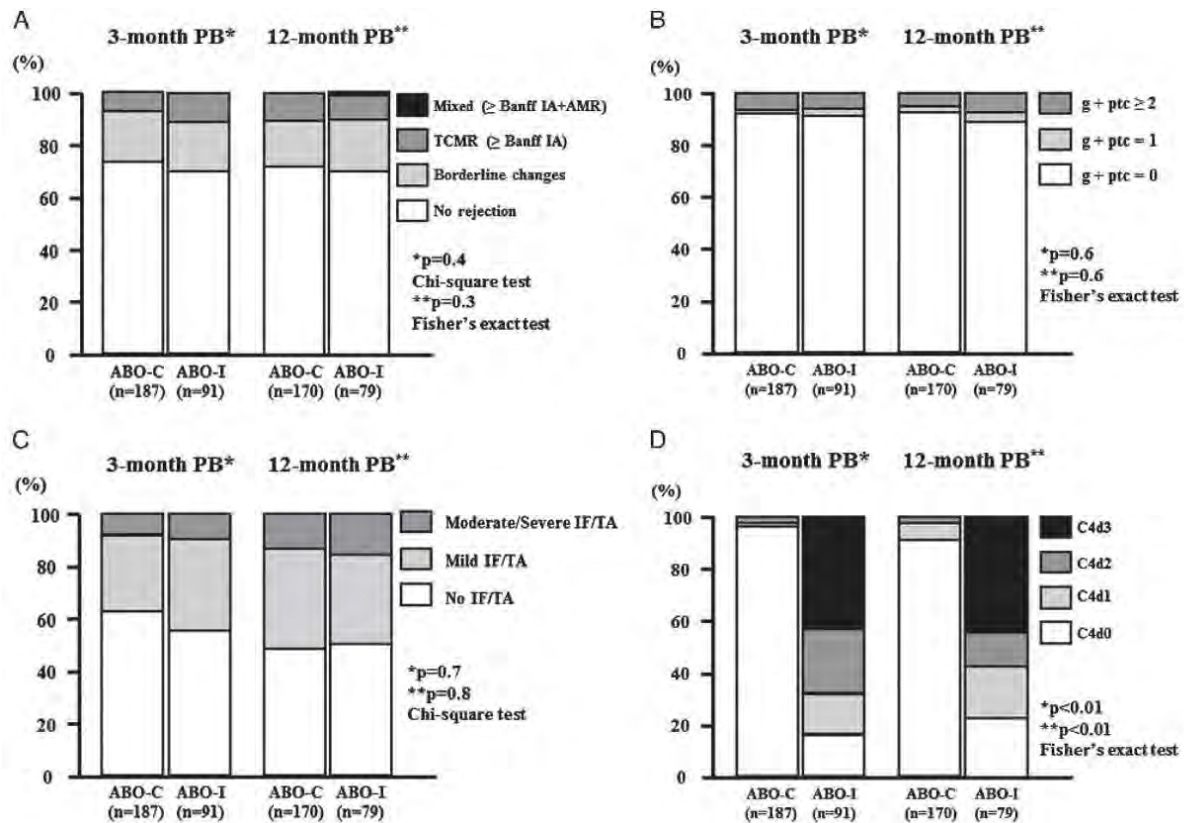 A
3-month PB* 12-month PB**
(%)
100
80
60
40
20
0
Mixed (≥ Banff IA+AMR)
TCMR (≥ Banff IA)
Borderline changes
No rejection
*p=0.4
Chi-square test
**p=0.3
Fisher's exact test
ABO-C ABO-I ABO-C ABO-I
(n=187) (n=91) (n=170) (n=79)
B
3-month PB* 12-month PB**
(%)
100
80
60
40
20
0
g + ptc ≥ 2
g + ptc = 1
g + ptc = 0
*p=0.6
**p=0.6
Fisher's exact test
ABO-C ABO-I ABO-C ABO-I
(n=187) (n=91) (n=170) (n=79)
C
3-month PB* 12-month PB**
(%)
100
80
60
40
20
0
Moderate/Severe IF/TA
Mild IF/TA
No IF/TA
*p=0.7
**p=0.8
Chi-square test
ABO-C ABO-I ABO-C ABO-I
(n=187) (n=91) (n=170) (n=79)
D
3-month PB* 12-month PB**
(%)
100
80
60
40
20
0
C4d3
C4d2
C4d1
C4d0
*p<0.01
**p<0.01
Fisher's exact test
ABO-C ABO-I ABO-C ABO-I
(n=187) (n=91) (n=170) (n=79)